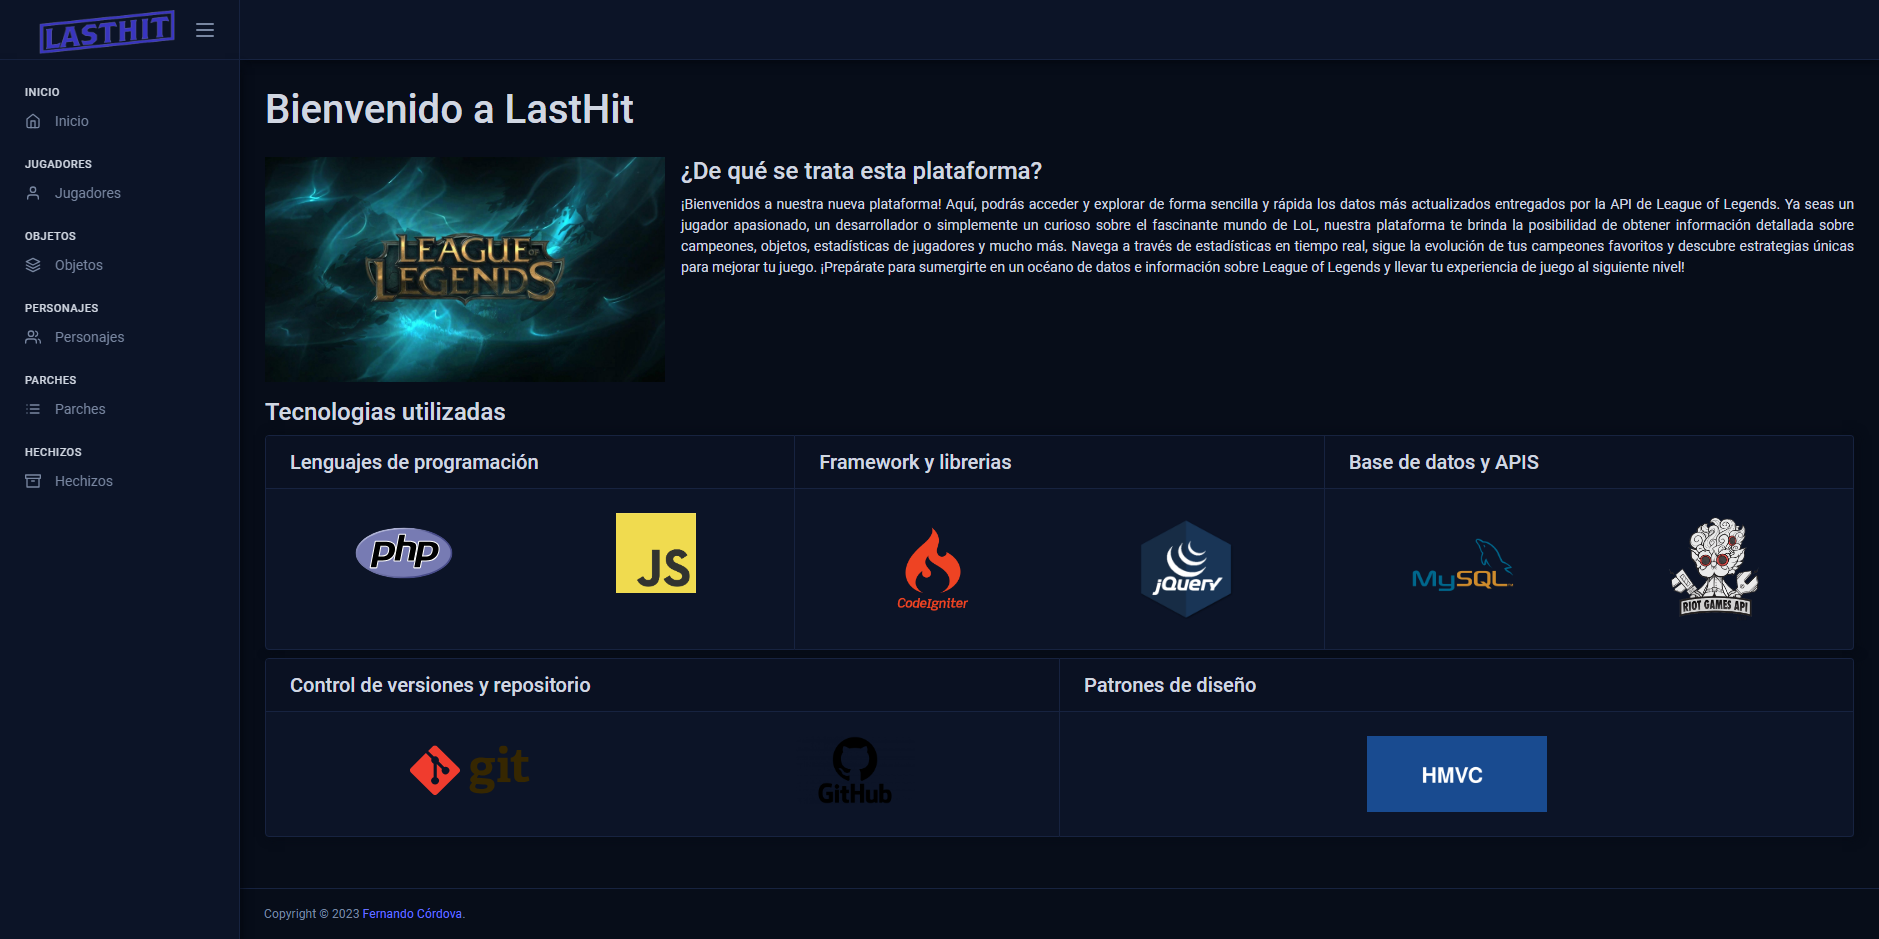 LASTHIT
INICIO
Inicio
JUGADORES
Jugadores
OBJETOS
Objetos
PERSONAJES
Personajes
PARCHES
Parches
HECHIZOS
Hechizos
Bienvenido a LastHit
LEAGUE OF
LEGENDS
¿De qué se trata esta plataforma?
¡Bienvenidos a nuestra nueva plataforma! Aquí, podrás acceder y explorar de forma sencilla y rápida los datos más actualizados entregados por la API de League of Legends. Ya seas un
jugador apasionado, un desarrollador o simplemente un curioso sobre el fascinante mundo de LoL, nuestra plataforma te brinda la posibilidad de obtener información detallada sobre
campeones, objetos, estadísticas de jugadores y mucho más. Navega a través de estadísticas en tiempo real, sigue la evolución de tus campeones favoritos y descubre estrategias únicas
para mejorar tu juego. ¡Prepárate para sumergirte en un océano de datos e información sobre League of Legends y llevar tu experiencia de juego al siguiente nivel!
Tecnologias utilizadas
Lenguajes de programación
Framework y librerias
Base de datos y APIS
php
JS
CodeIgniter
jQuery
MySQL
RIOT GAMES API
Control de versiones y repositorio
Patrones de diseño
git
GitHub
HMVC
Copyright © 2023 Fernando Córdova.